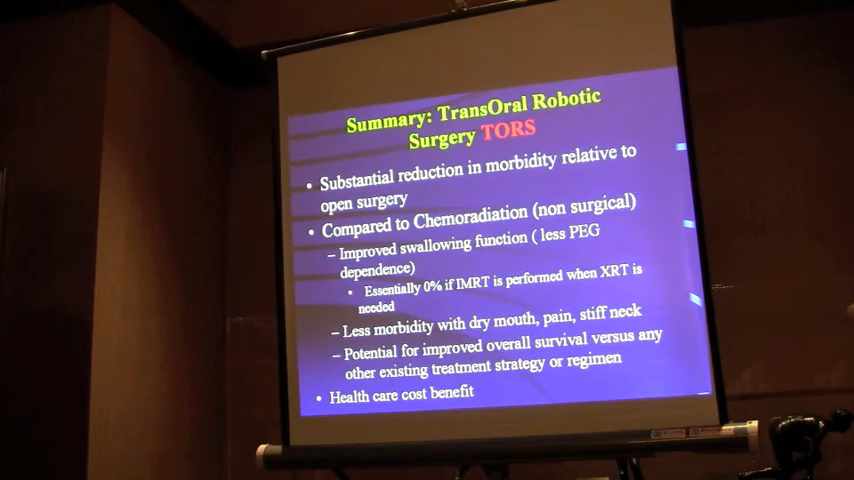 Summary: TransOral Robotic
Surgery TORS
• Substantial reduction in morbidity relative to
open surgery
• Compared to Chemoradiation (non surgical)
– Improved swallowing function ( less PEG
dependence)
• Essentially 0% if IMRT is performed when XRT is
needed
– Less morbidity with dry mouth, pain, stiff neck
– Potential for improved overall survival versus any
other existing treatment strategy or regimen
• Health care cost benefit